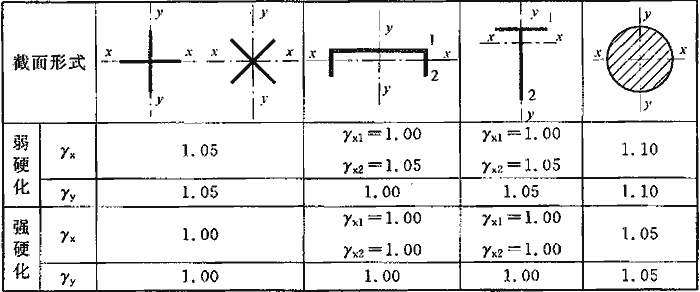 截面形式
y y y y y
x x x x x 1 x x 1 x x x
2
y y 2 y
y
弱硬化 γx 1.05 γx1=1.00 γx2=1.05 γx1=1.00 γx2=1.05 1.10
γy 1.05 1.00 1.05 1.10
强硬化 γx 1.00 γx1=1.00 γx2=1.00 γx1=1.00 γx2=1.00 1.05
γy 1.00 1.00 1.00 1.05